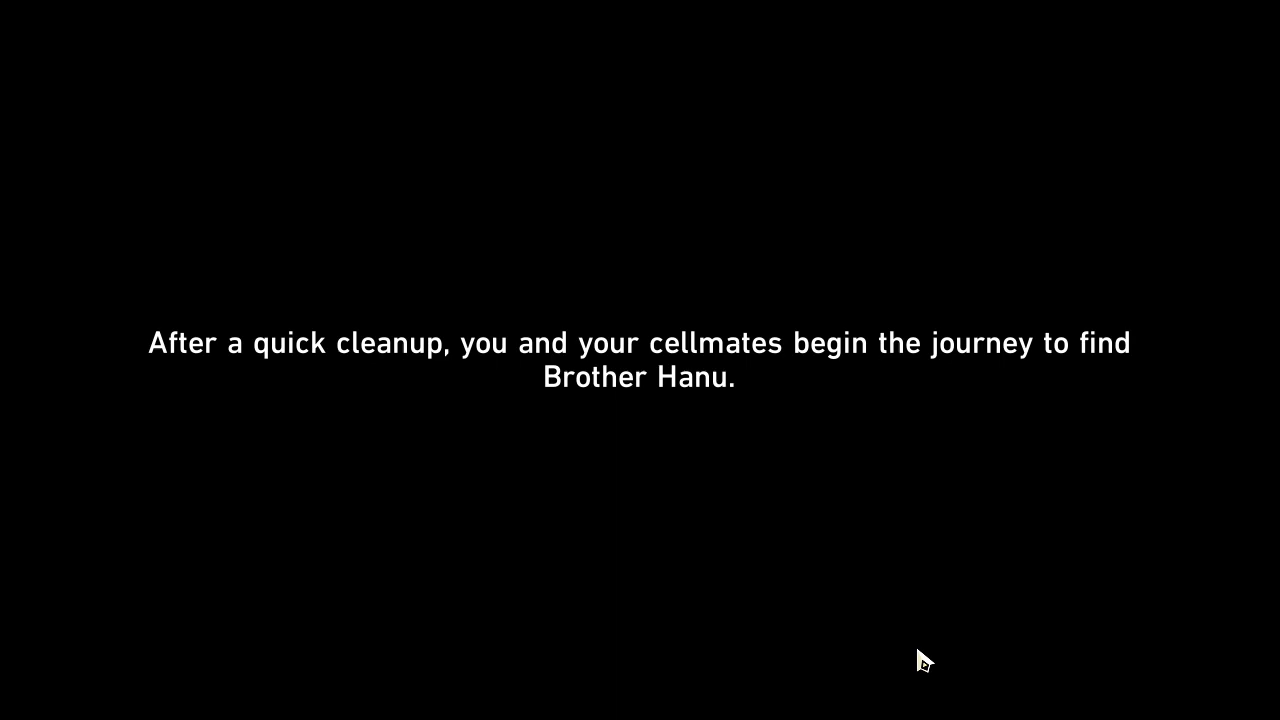 After a quick cleanup, you and your cellmates begin the journey to find
Brother Hanu.